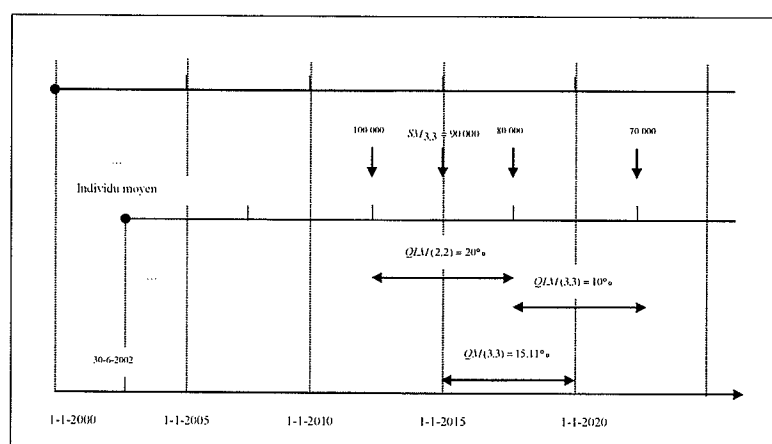 100 000
SM3,3 = 90 000
80 000
70 000
...
Individu moyen
QLM(2,2) = 20%
...
QLM(3,3) = 10%
30-6-2002
QM(3,3) = 15.11%
1-1-2000
1-1-2005
1-1-2010
1-1-2015
1-1-2020